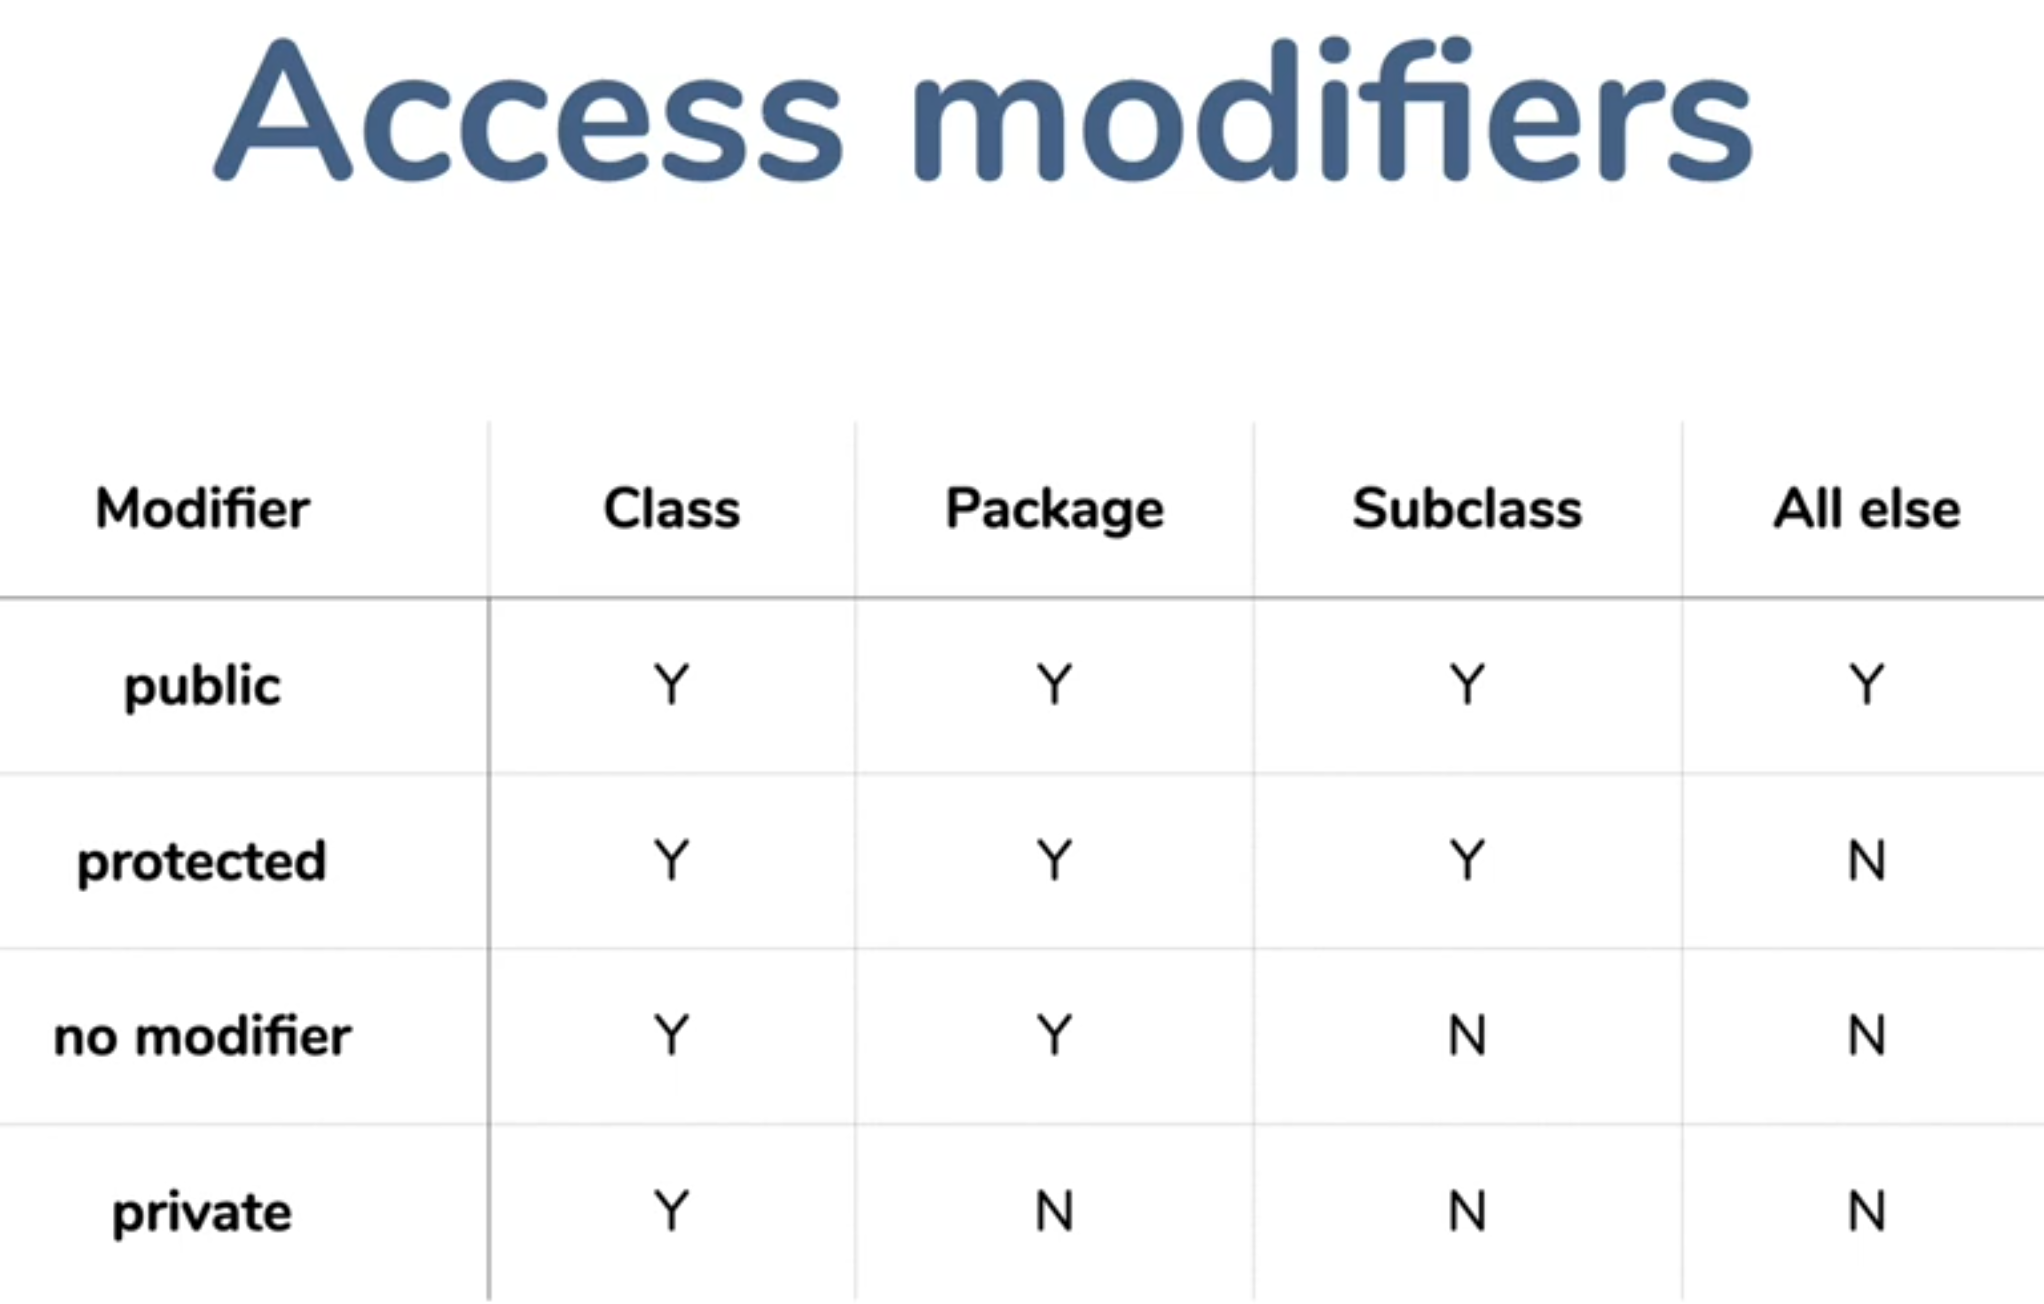 Access modifiers
Modifier Class Package Subclass All else
public Y Y Y Y
protected Y Y Y N
no modifier Y Y N N
private Y N N N